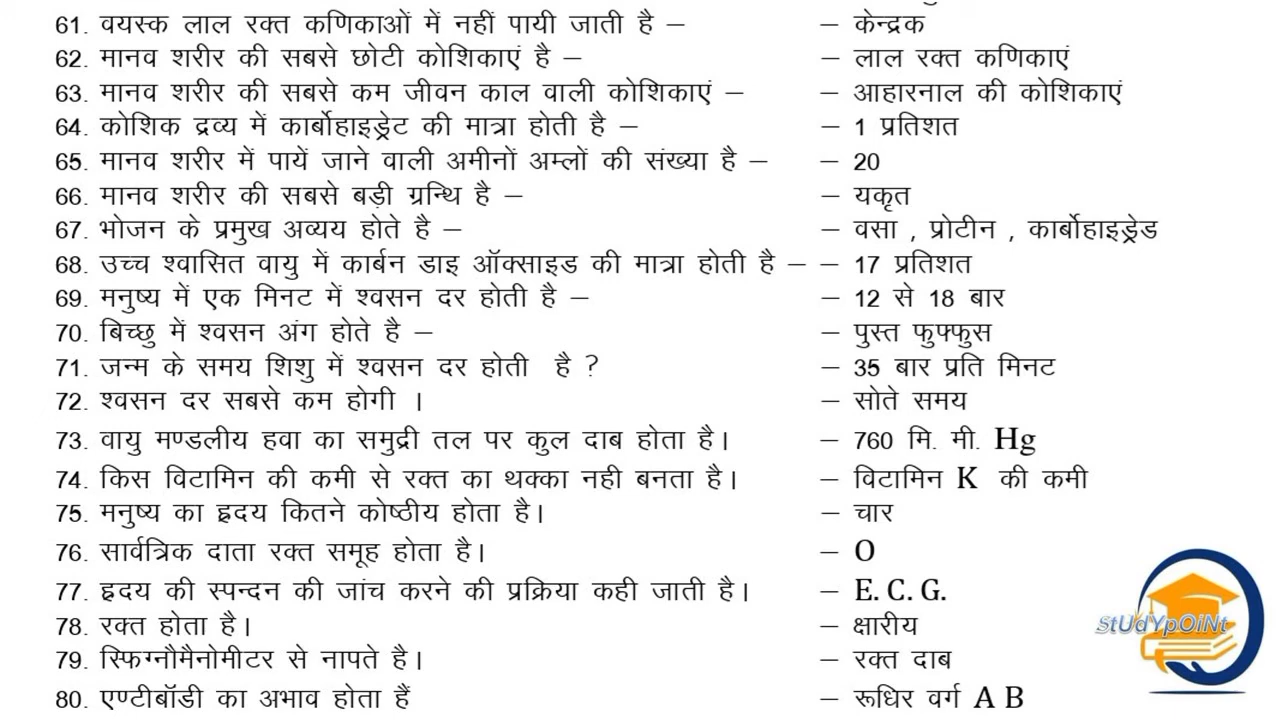 61. वयस्क लाल रक्त कणिकाओं में नहीं पायी जाती है – – केन्द्रक
62. मानव शरीर की सबसे छोटी कोशिकाएं है – – लाल रक्त कणिकाएं
63. मानव शरीर की सबसे कम जीवन काल वाली कोशिकाएं – – आहारनाल की कोशिकाएं
64. कोशिक द्रव्य में कार्बोहाइड्रेट की मात्रा होती है – – 1 प्रतिशत
65. मानव शरीर में पायें जाने वाली अमीनों अम्लों की संख्या है – – 20
66. मानव शरीर की सबसे बड़ी ग्रन्थि है – – यकृत
67. भोजन के प्रमुख अव्यय होते है – – वसा , प्रोटीन , कार्बोहाइड्रेड
68. उच्च श्वासित वायु में कार्बन डाइ ऑक्साइड की मात्रा होती है – – 17 प्रतिशत
69. मनुष्य में एक मिनट में श्वसन दर होती है – – 12 से 18 बार
70. बिच्छु में श्वसन अंग होते है – – पुस्त फुफ्फुस
71. जन्म के समय शिशु में श्वसन दर होती है ? – 35 बार प्रति मिनट
72. श्वसन दर सबसे कम होगी । – सोते समय
73. वायु मण्डलीय हवा का समुद्री तल पर कुल दाब होता है। – 760 मि. मी. Hg
74. किस विटामिन की कमी से रक्त का थक्का नही बनता है। – विटामिन K की कमी
75. मनुष्य का हृदय कितने कोष्ठीय होता है। – चार
76. सार्वत्रिक दाता रक्त समूह होता है। – O
77. हृदय की स्पन्दन की जांच करने की प्रक्रिया कही जाती है। – E. C. G.
78. रक्त होता है। – क्षारीय
79. स्फिग्नौमैनोमीटर से नापते है। – रक्त दाब
80. एण्टीबॉडी का अभाव होता हैं – रूधिर वर्ग A B
StUdYpOiNt